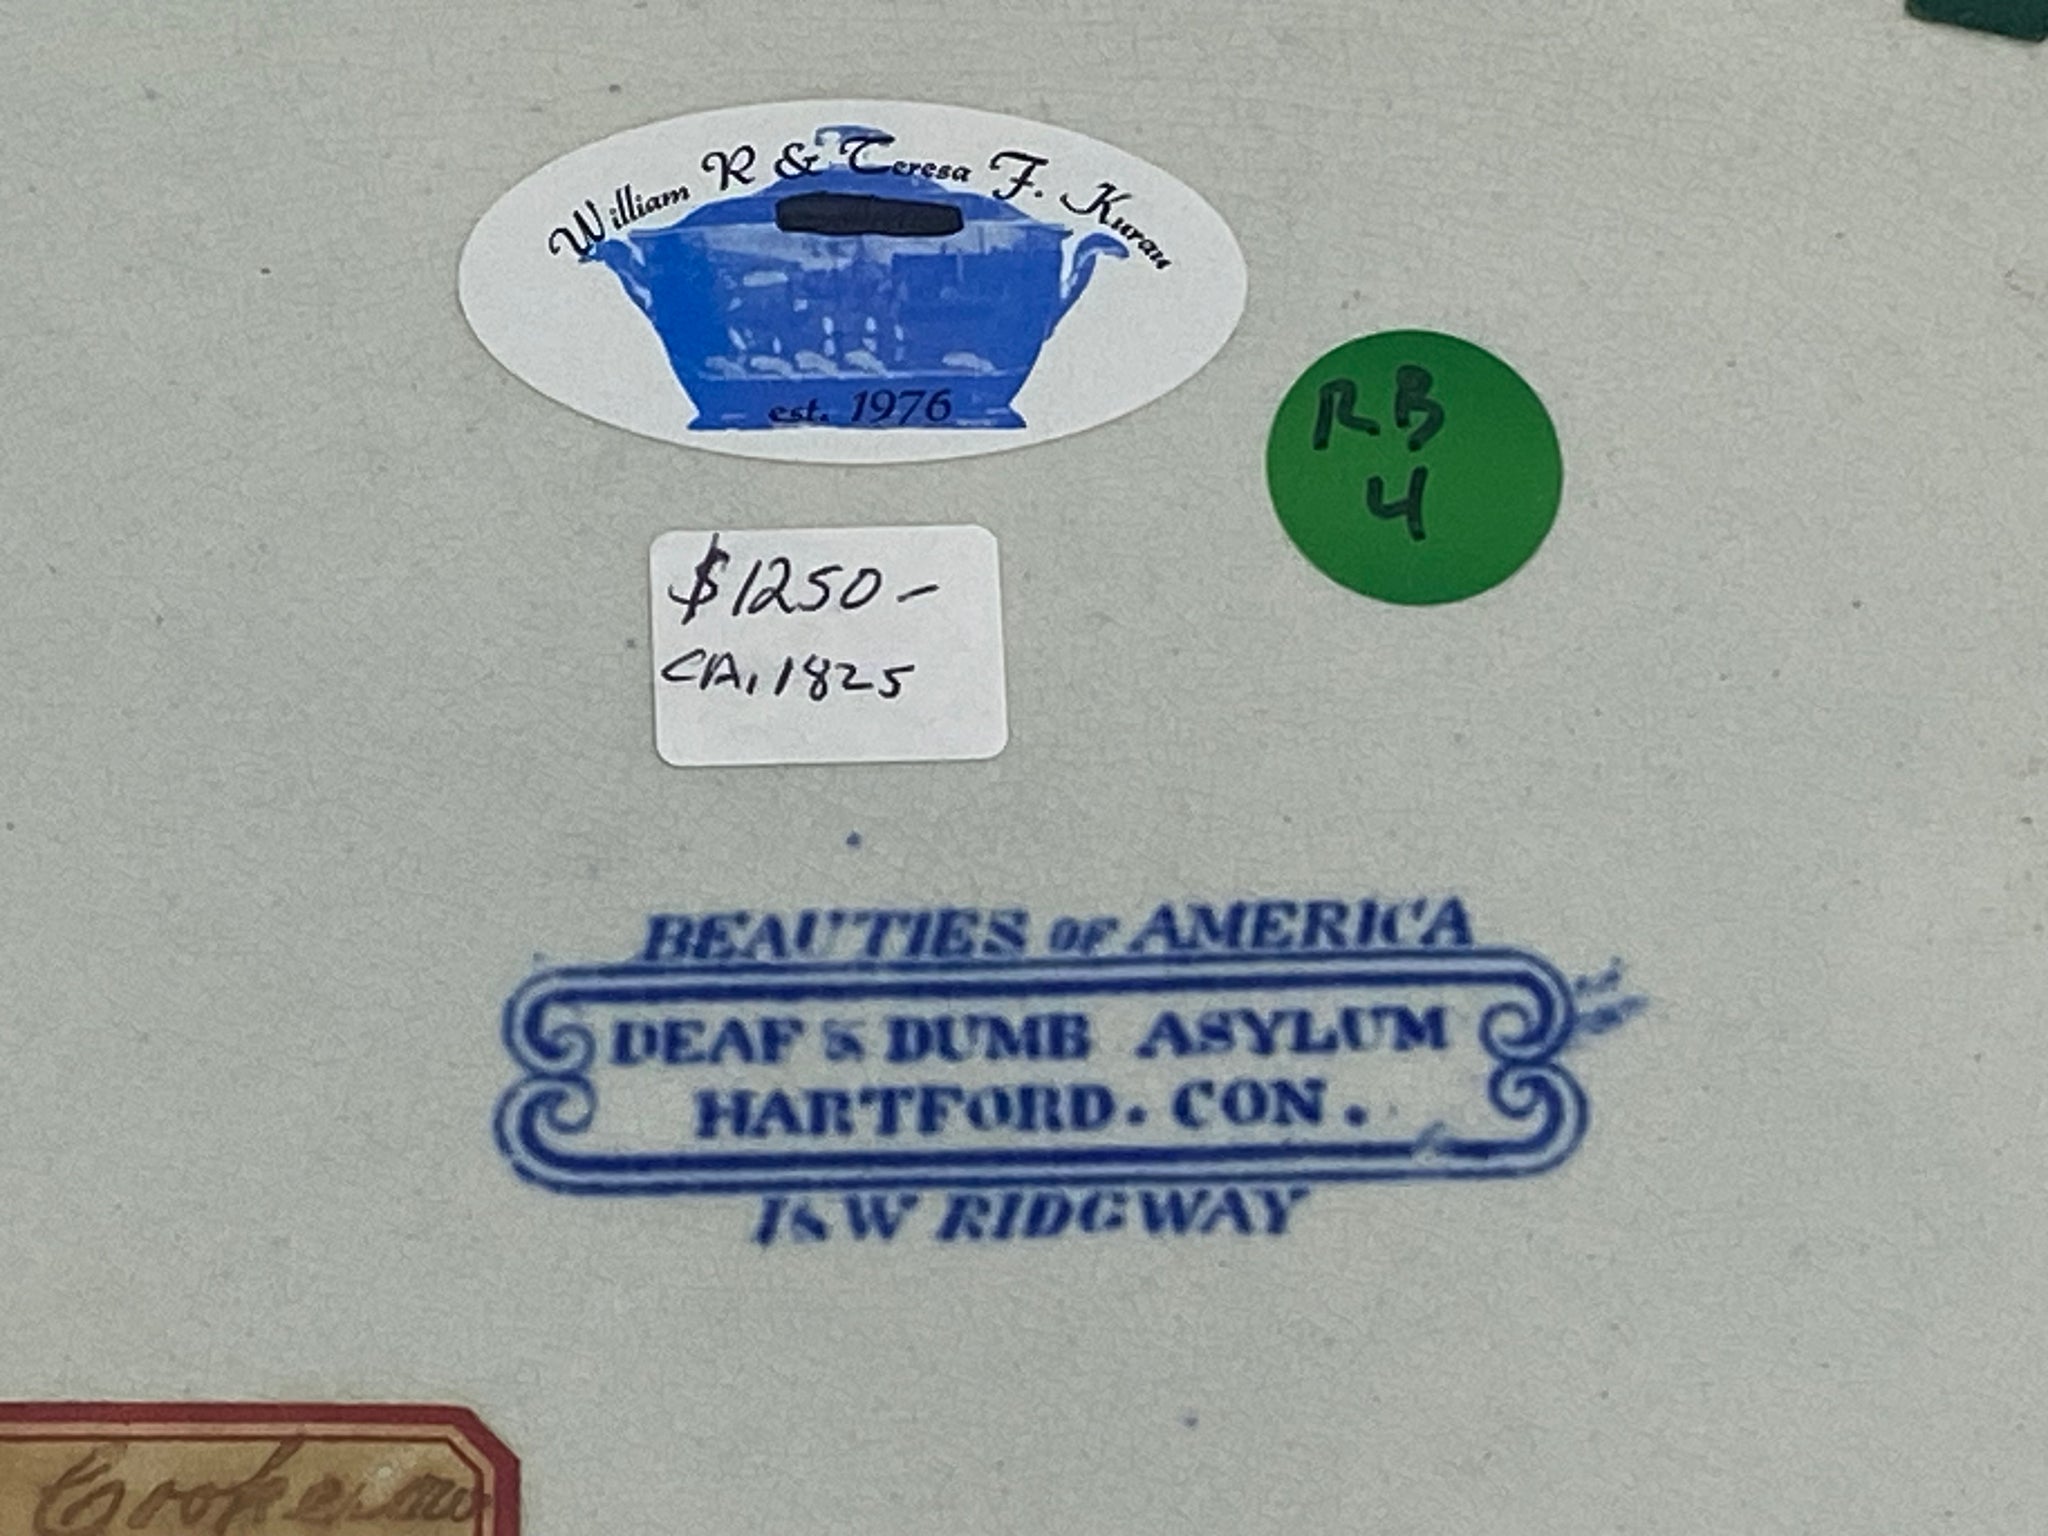 William R & Teresa F. Kurau
est. 1976
RB
4
$1250-
CA. 1825
BEAUTIES OF AMERICA
DEAF & DUMB ASYLUM
HARTFORD. CON.
I & W RIDGWAY